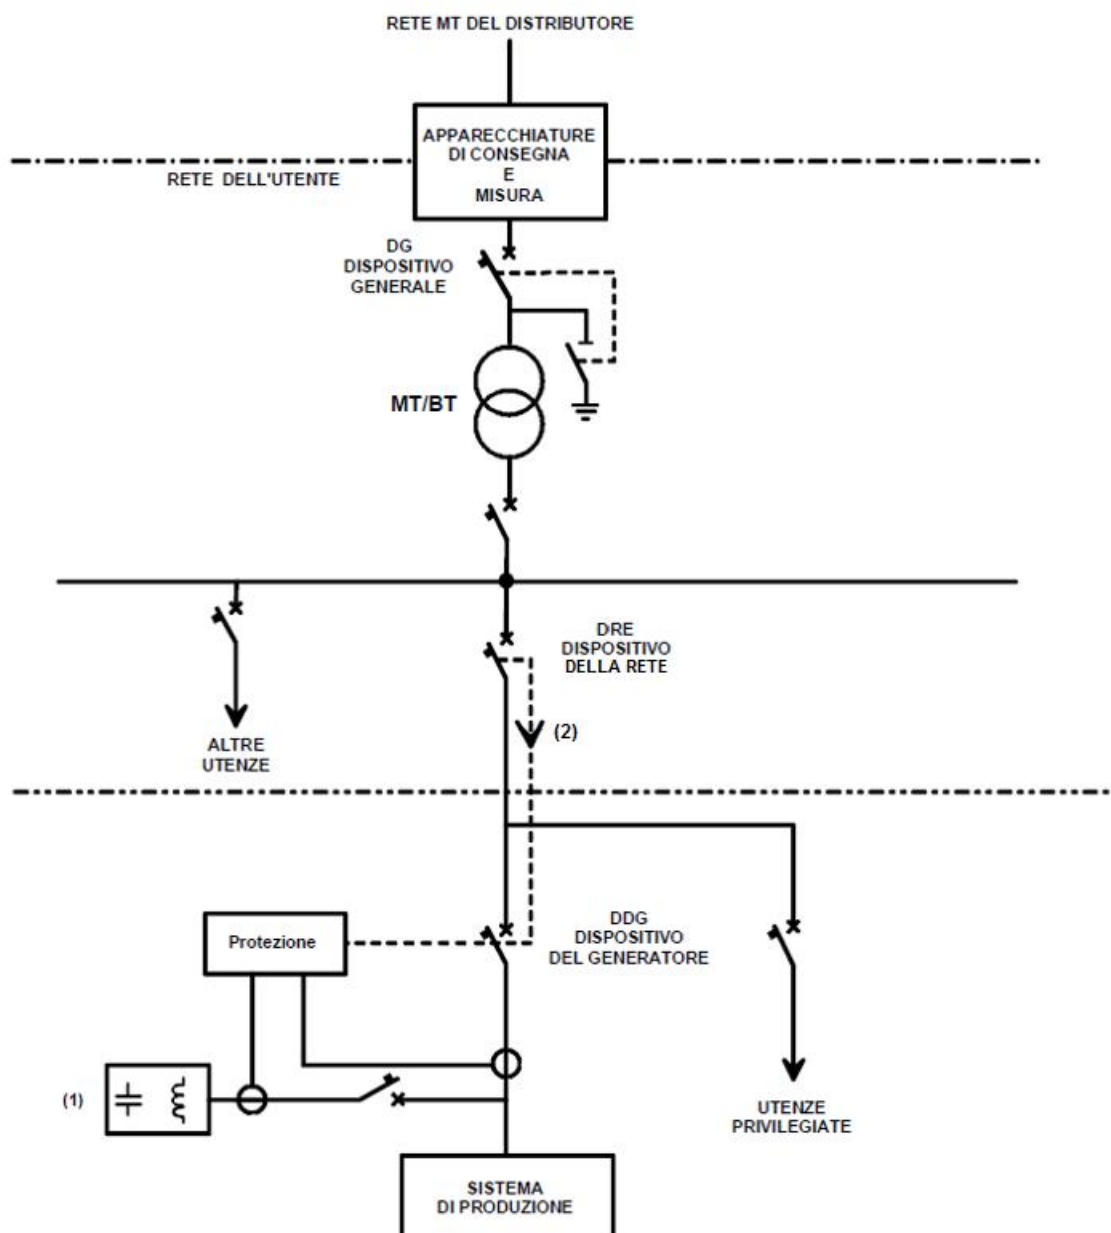 RETE MT DEL DISTRIBUTORE
APPARECCHIATURE
DI CONSEGNA
E
MISURA
RETE DELL'UTENTE
DG
DISPOSITIVO
GENERALE
MT/BT
DRE
DISPOSITIVO
DELLA RETE
(2)
ALTRE
UTENZE
Protezione
DDG
DISPOSITIVO
DEL GENERATORE
(1)
UTENZE
PRIVILEGIATE
SISTEMA
DI PRODUZIONE